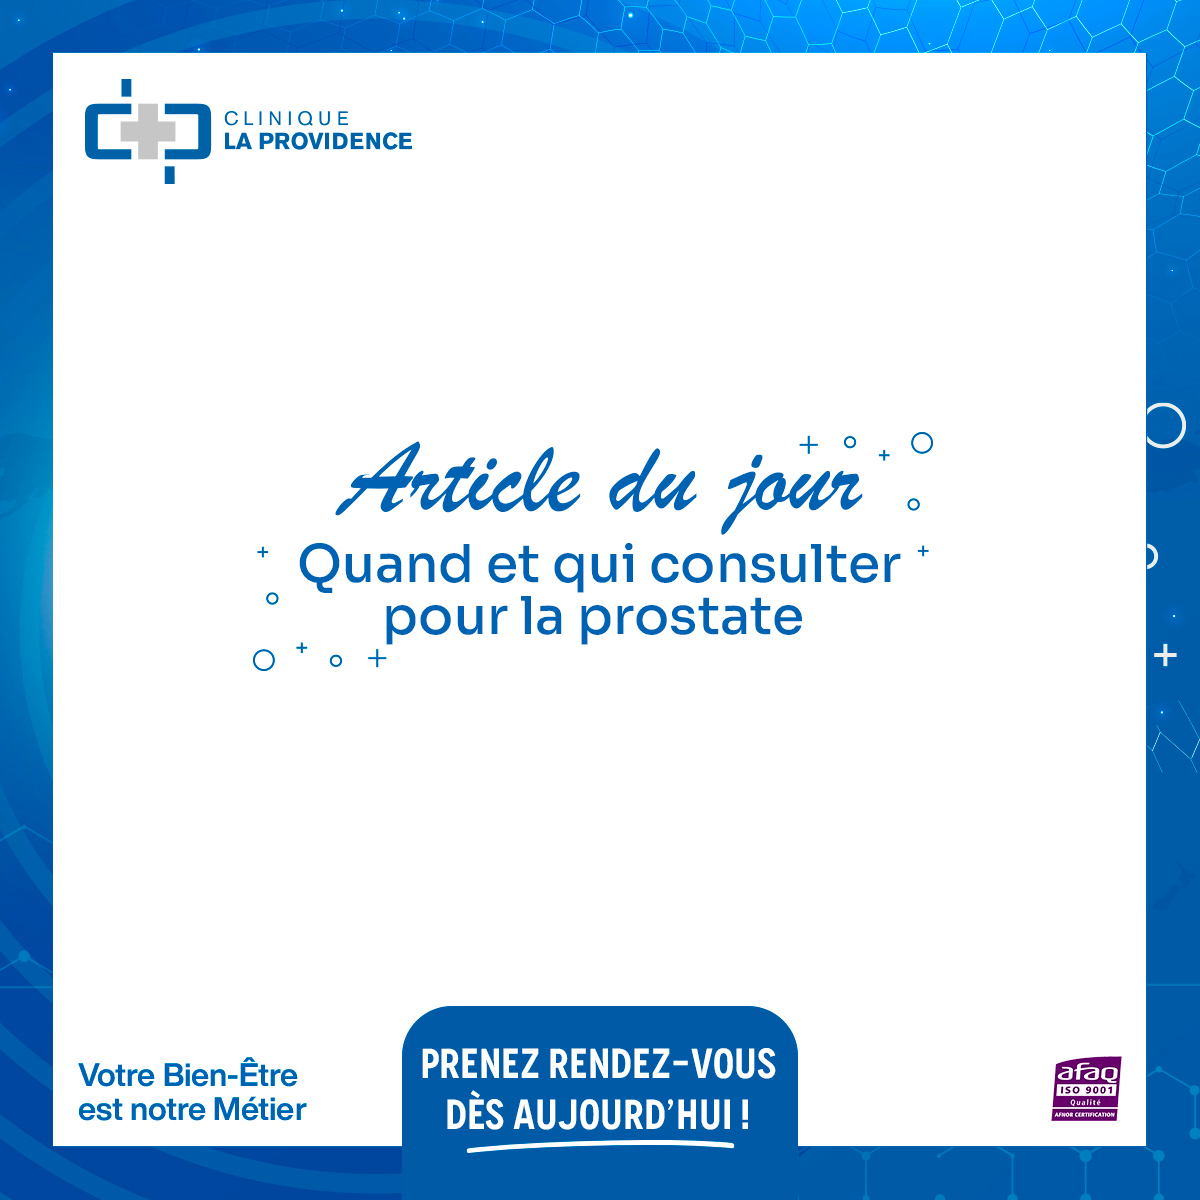 CLINIQUE
LA PROVIDENCE
Article du jour
Quand et qui consulter
pour la prostate
Votre Bien-Être
est notre Métier
PRENEZ RENDEZ-VOUS
DÈS AUJOURD'HUI !
afaq
ISO 9001
Qualité
AFNOR CERTIFICATION